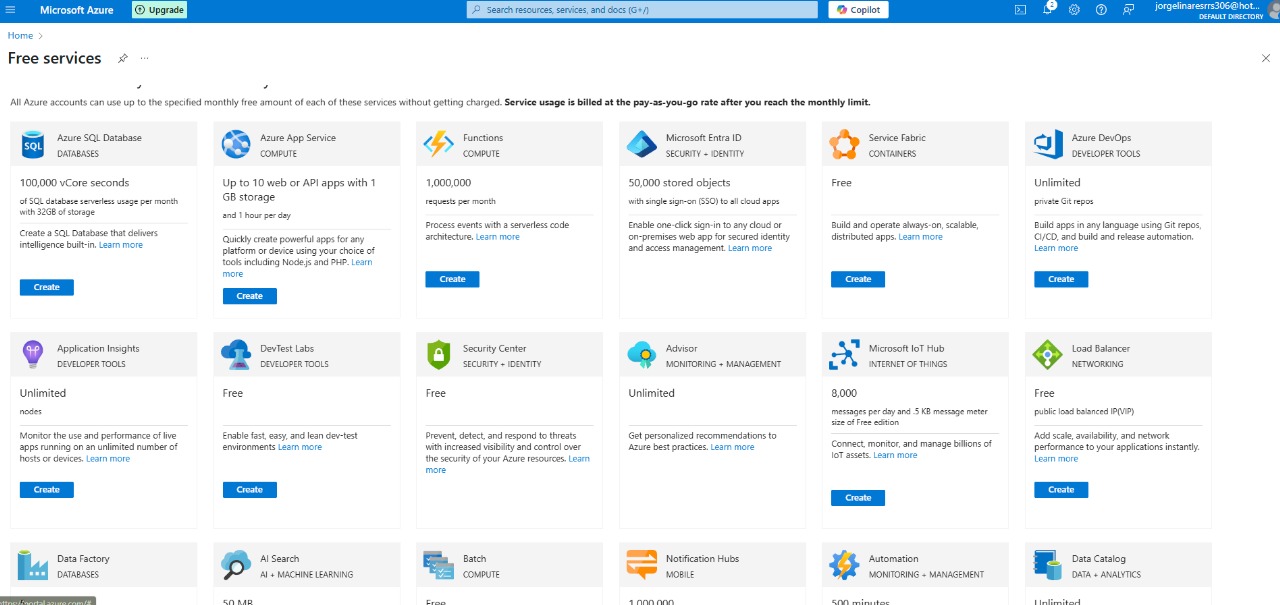 Microsoft Azure
Upgrade
Search resources, services, and docs (G+/)
Copilot
2
jorgelinaresrrs306@hot...
DEFAULT DIRECTORY
Home
Free services
All Azure accounts can use up to the specified monthly free amount of each of these services without getting charged. Service usage is billed at the pay-as-you-go rate after you reach the monthly limit.
SQL
Azure SQL Database
DATABASES
100,000 vCore seconds
of SQL database serverless usage per month
with 32GB of storage
Create a SQL Database that delivers
intelligence built-in. Learn more
Create
Azure App Service
COMPUTE
Up to 10 web or API apps with 1
GB storage
and 1 hour per day
Quickly create powerful apps for any
platform or device using your choice of
tools including Node.js and PHP. Learn
more
Create
Functions
COMPUTE
1,000,000
requests per month
Process events with a serverless code
architecture. Learn more
Create
Microsoft Entra ID
SECURITY + IDENTITY
50,000 stored objects
with single sign-on (SSO) to all cloud apps
Enable one-click sign-in to any cloud or
on-premises web app for secured identity
and access management. Learn more
Service Fabric
CONTAINERS
Free
Build and operate always-on, scalable,
distributed apps. Learn more
Create
Azure DevOps
DEVELOPER TOOLS
Unlimited
private Git repos
Build apps in any language using Git repos,
CI/CD, and build and release automation.
Learn more
Create
Application Insights
DEVELOPER TOOLS
Unlimited
nodes
Monitor the use and performance of live
apps running on an unlimited number of
hosts or devices. Learn more
Create
DevTest Labs
DEVELOPER TOOLS
Free
Enable fast, easy, and lean dev-test
environments Learn more
Create
Security Center
SECURITY + IDENTITY
Free
Prevent, detect, and respond to threats
with increased visibility and control over
the security of your Azure resources. Learn
more
Advisor
MONITORING + MANAGEMENT
Unlimited
Get personalized recommendations to
Azure best practices. Learn more
Microsoft IoT Hub
INTERNET OF THINGS
8,000
messages per day and .5 KB message meter
size of Free edition
Connect, monitor, and manage billions of
IoT assets. Learn more
Create
Load Balancer
NETWORKING
Free
public load balanced IP(VIP)
Add scale, availability, and network
performance to your applications instantly.
Learn more
Create
Data Factory
DATABASES
AI Search
AI + MACHINE LEARNING
50 MB
Batch
COMPUTE
Free
Notification Hubs
MOBILE
1,000,000
Automation
MONITORING + MANAGEMENT
500 minutes
Data Catalog
DATA + ANALYTICS
Unlimited
https://portal.azure.com/#